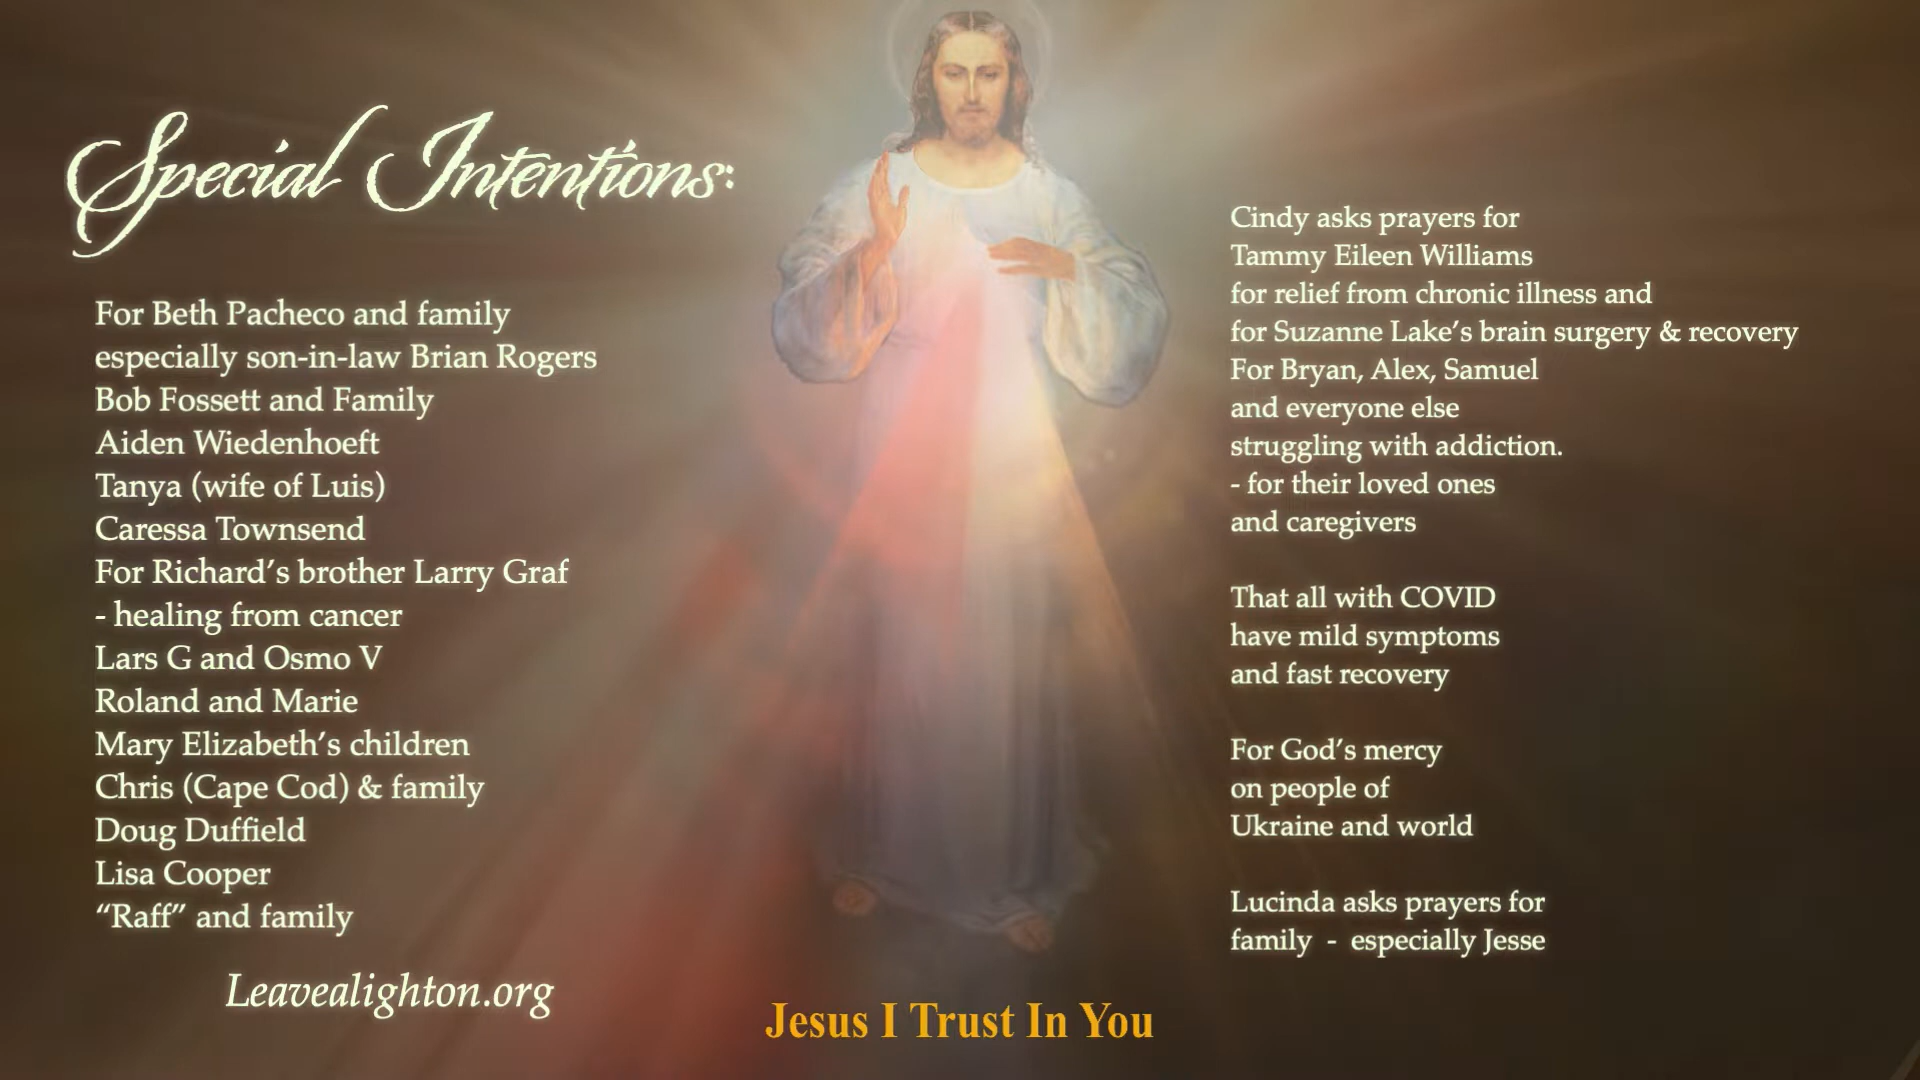 Special Intentions:
For Beth Pacheco and family
especially son-in-law Brian Rogers
Bob Fossett and Family
Aiden Wiedenhoeft
Tanya (wife of Luis)
Caressa Townsend
For Richard’s brother Larry Graf
- healing from cancer
Lars G and Osmo V
Roland and Marie
Mary Elizabeth’s children
Chris (Cape Cod) & family
Doug Duffield
Lisa Cooper
“Raff” and family
Leavealighton.org
Cindy asks prayers for
Tammy Eileen Williams
for relief from chronic illness and
for Suzanne Lake’s brain surgery & recovery
For Bryan, Alex, Samuel
and everyone else
struggling with addiction.
- for their loved ones
and caregivers
That all with COVID
have mild symptoms
and fast recovery
For God’s mercy
on people of
Ukraine and world
Lucinda asks prayers for
family - especially Jesse
Jesus I Trust In You